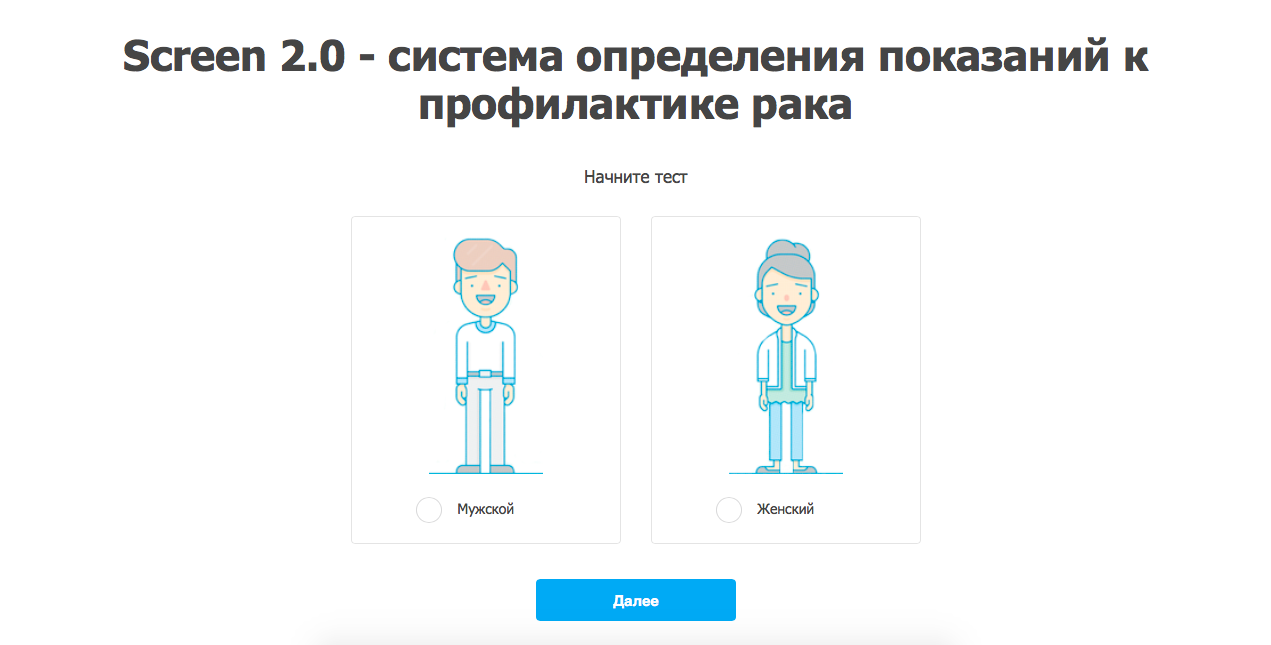 Screen 2.0 - система определения показаний к
профилактике рака
Начните тест
Мужской
Женский
Далее